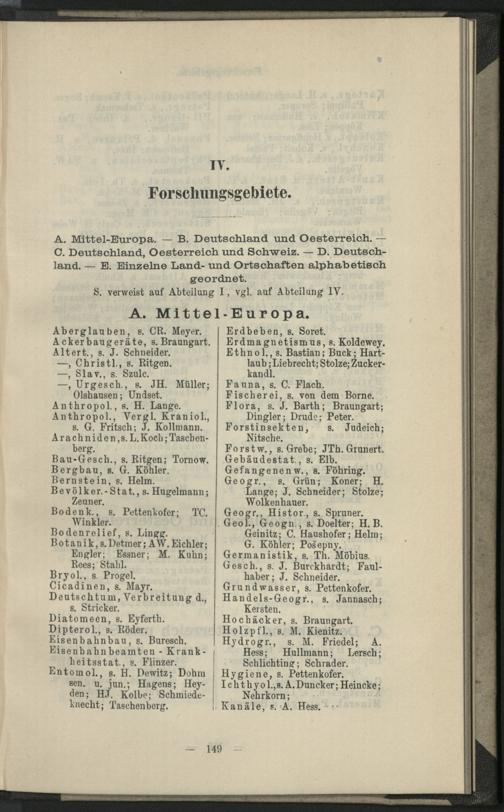 IV.
Forschungsgebiete.
A. Mittel-Europa. — B. Deutschland und Oesterreich. —
C. Deutschland, Oesterreich und Schweiz. — D. Deutsch-
land. — E. Einzelne Land- und Ortschaften alphabetisch
geordnet.
S. verweist auf Abteilung I, vgl. auf Abteilung IV.
A. Mittel-Europa.
Aberglauben, s. CR. Meyer.
Ackerbaugeräte, s. Braungart.
Altert., s. J. Schneider.
—, Christl., s. Ritgen.
—, Slav., s. Szulc.
—, Urgesch., s. JH. Müller;
Olshausen; Undset.
Anthropol., s. H. Lange.
Anthropol., Vergl. Kraniol.,
s. G. Fritsch; J. Kollmann.
Arachniden, s. L. Koch; Taschen-
berg.
Bau-Gesch., s. Ritgen; Tornow.
Bergbau, s. G. Köhler.
Bernstein, s. Helm.
Bevölker.-Stat., s. Hugelmann;
Zeuner.
Bodenk., s. Pettenkofer; TC.
Winkler.
Bodenrelief, s. Lingg.
Botanik, s. Detmer; AW. Eichler;
Engler; Essner; M. Kuhn;
Rees; Stahl.
Bryol., s. Progel.
Cicadinen, s. Mayr.
Deutschtum, Verbreitung d.,
s. Stricker.
Diatomeen, s. Eyferth.
Dipterol., s. Röder.
Eisenbahnbau, s. Buresch.
Eisenbahnbeamten-Krank-
heitsstat., s. Flinzer.
Entomol., s. H. Dewitz; Dohrn
sen. u. jun.; Hagens; Hey-
den; HJ. Kolbe; Schmiede-
knecht; Taschenberg.
Erdbeben, s. Soret.
Erdmagnetismus, s. Koldewey.
Ethnol., s. Bastian; Buck; Hart-
laub; Liebrecht; Stolze; Zucker-
kandl.
Fauna, s. C. Flach.
Fischerei, s. von dem Borne.
Flora, s. J. Barth; Braungart;
Dingler; Drude; Peter.
Forstinsekten, s. Judeich;
Nitsche.
Forstw., s. Grebe; JTh. Grunert.
Gebäudestat., s. Elb.
Gefangenenw., s. Föhring.
Geogr., s. Grün; Koner; H.
Lange; J. Schneider; Stolze;
Wolkenhauer.
Geogr., Histor., s. Spruner.
Geol., Geogn., s. Doelter; H. B.
Geinitz; C. Haushofer; Helm;
G. Köhler; Pošepny.
Germanistik, s. Th. Möbius.
Gesch., s. J. Burckhardt; Faul-
haber; J. Schneider.
Grundwasser, s. Pettenkofer.
Handels-Geogr., s. Jannasch;
Kersten.
Hochäcker, s. Braungart.
Holzpfl., s. M. Kienitz.
Hydrogr., s. M. Friedel; A.
Hess; Hullmann; Lersch;
Schlichting; Schrader.
Hygiene, s. Pettenkofer.
Ichthyol., s. A. Duncker; Heincke;
Nehrkorn;
Kanäle, s. A. Hess.
— 149 —